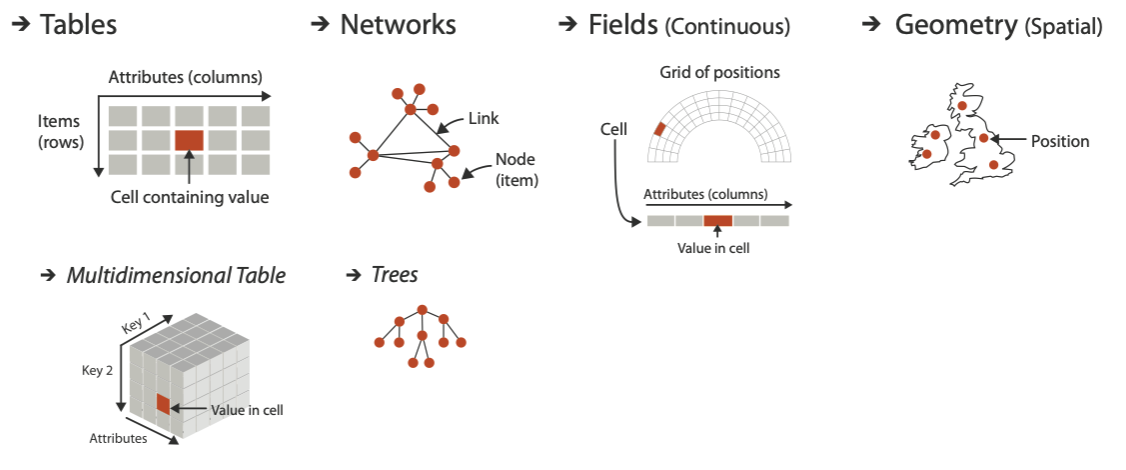 → Tables
Attributes (columns)
Items
(rows)
Cell containing value
→ Multidimensional Table
Key 1
Key 2
Value in cell
Attributes
→ Networks
Link
Node
(item)
→ Trees
→ Fields (Continuous)
Grid of positions
Cell
Attributes (columns)
Value in cell
→ Geometry (Spatial)
Position